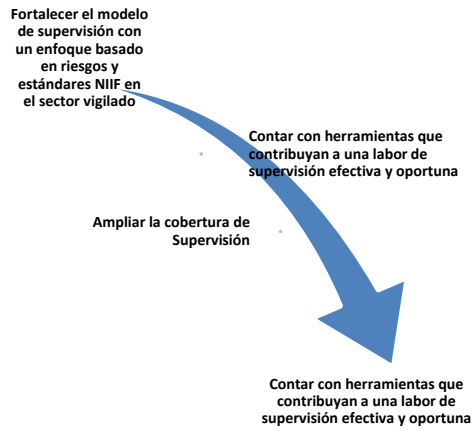 Fortalecer el modelo
de supervisión con
un enfoque basado
en riesgos y
estándares NIIF en
el sector vigilado
Contar con herramientas que
contribuyan a una labor de
supervisión efectiva y oportuna
Ampliar la cobertura de
Supervisión
Contar con herramientas que
contribuyan a una labor de
supervisión efectiva y oportuna